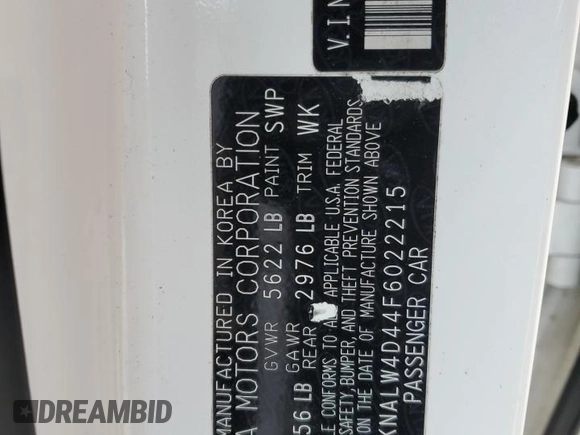 V.I.N
MANUFACTURED IN KOREA BY
A MOTORS CORPORATION
GVWR 5622 LB PAINT SWP
GAWR
56 LB REAR 2976 LB TRIM WK
LE CONFORMS TO ALL APPLICABLE U.S.A. FEDERAL
SAFETY, BUMPER, AND THEFT PREVENTION STANDARDS
ON THE DATE OF MANUFACTURE SHOWN ABOVE
KNALW4D44F6022215
PASSENGER CAR
DREAMBID